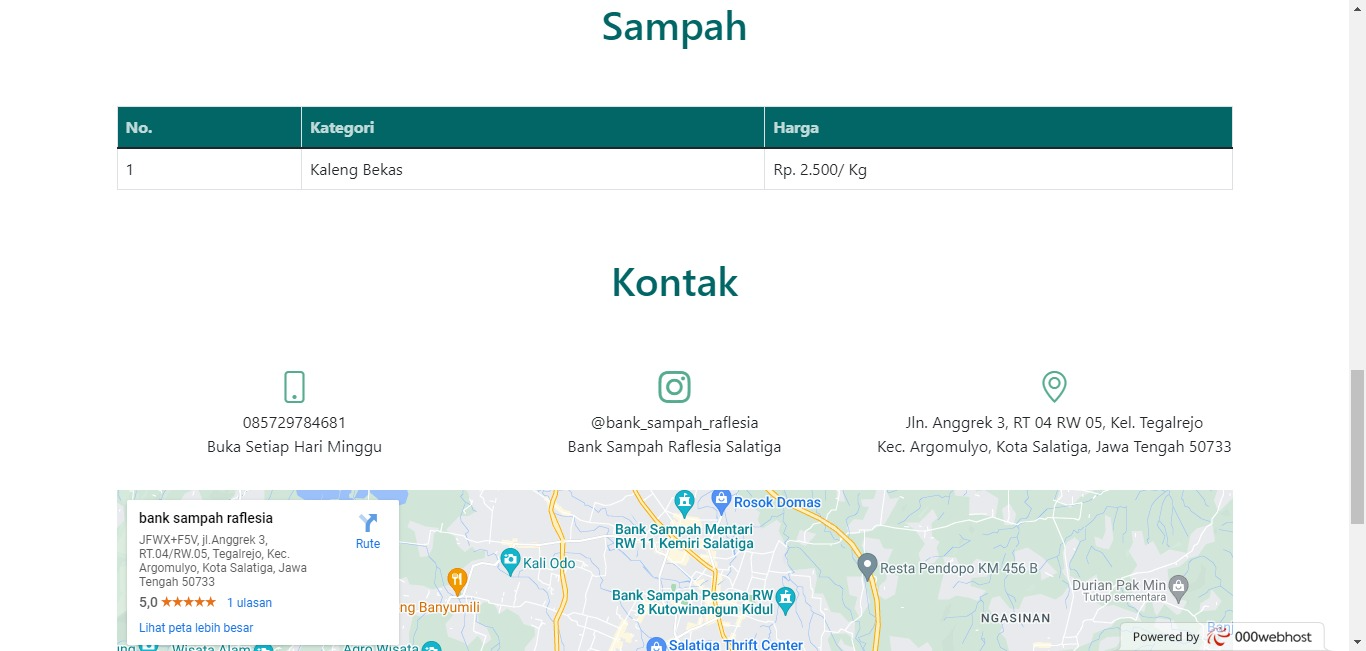 Sampah
No. Kategori Harga
1 Kaleng Bekas Rp. 2.500/ Kg
Kontak
085729784681
Buka Setiap Hari Minggu
@bank_sampah_raflesia
Bank Sampah Raflesia Salatiga
Jln. Anggrek 3, RT 04 RW 05, Kel. Tegalrejo
Kec. Argomulyo, Kota Salatiga, Jawa Tengah 50733
bank sampah raflesia
JFWX+F5V, jl.Anggrek 3,
RT.04/RW.05, Tegalrejo, Kec.
Argomulyo, Kota Salatiga, Jawa
Tengah 50733
Rute
5,0 1 ulasan
Lihat peta lebih besar
Rosok Domas
Bank Sampah Mentari
RW 11 Kemiri Salatiga
Kali Odo
Resta Pendopo KM 456 B
Durian Pak Min
Tutup sementara
ng Banyumili
Bank Sampah Pesona RW
8 Kutowinangun Kidul
NGASINAN
Salatiga Thrift Center
Wisata Alam
Agro Wisata
Powered by 000webhost